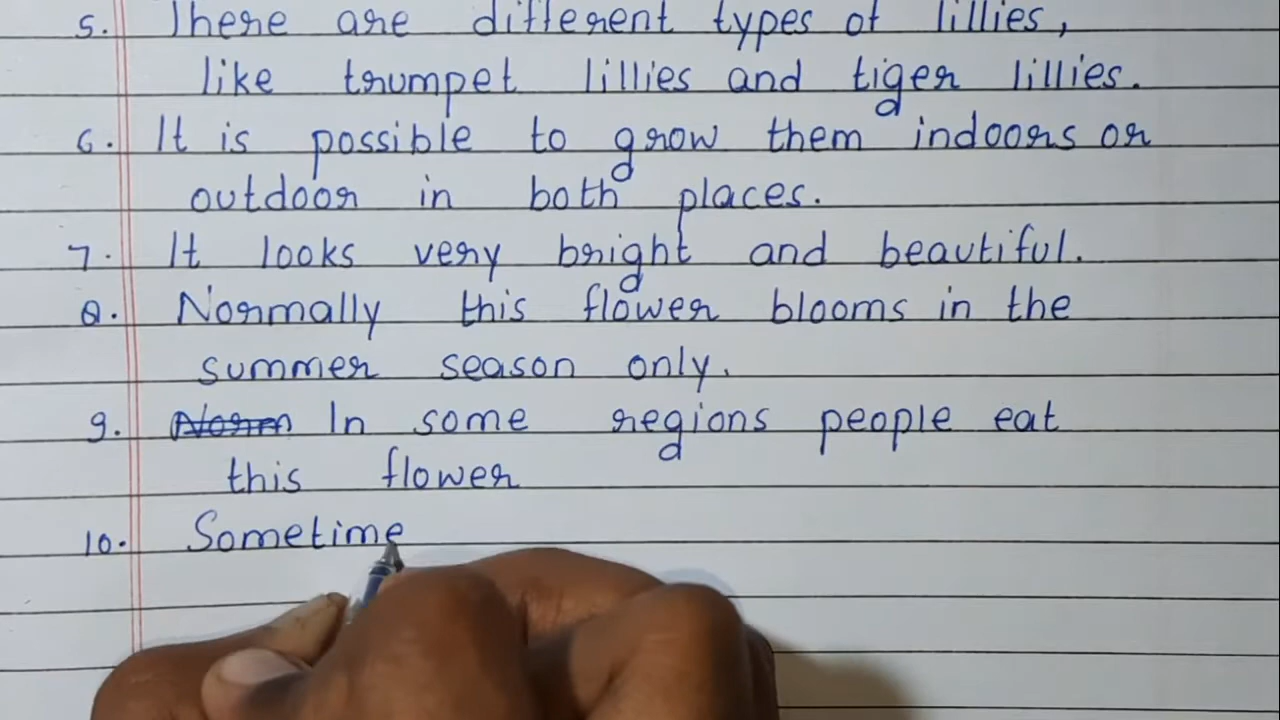 5. There are different types of lillies,
like trumpet lillies and tiger lillies.
6. It is possible to grow them indoors or
outdoor in both places.
7. It looks very bright and beautiful.
8. Normally this flower blooms in the
summer season only.
9. Norm In some regions people eat
this flower
10. Sometime